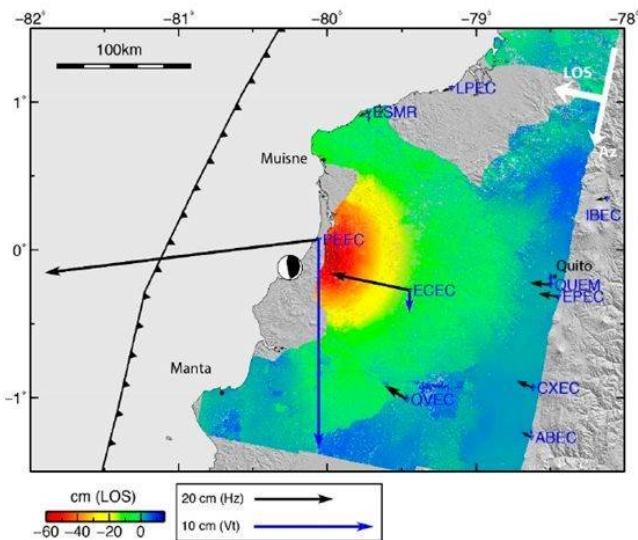 −82° −81° −80° −79° −78°
100km
LOS
LPEC
1°
ESMR
Az
Muisne
IBEC
PEEC
0°
Quito
ECEC
QUEM
EPEC
Manta
CXEC
−1°
QVEC
ABEC
cm (LOS)
20 cm (Hz)
10 cm (Vt)
−60 −40 −20 0